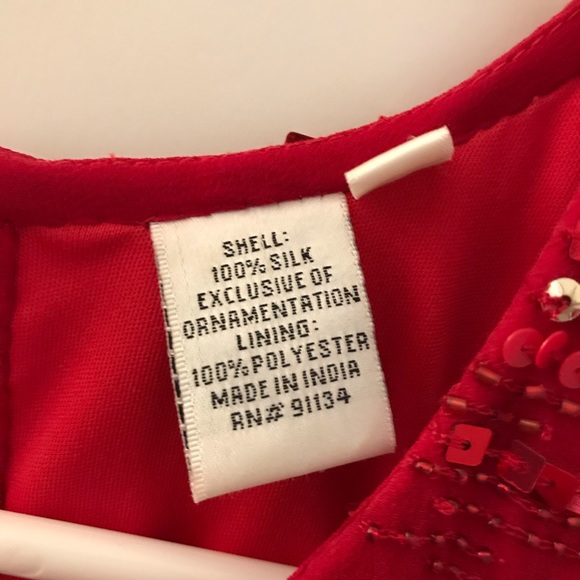 SHELL:
100% SILK
EXCLUSIVE OF
ORNAMENTATION
LINING:
100% POLYESTER
MADE IN INDIA
RN# 91134